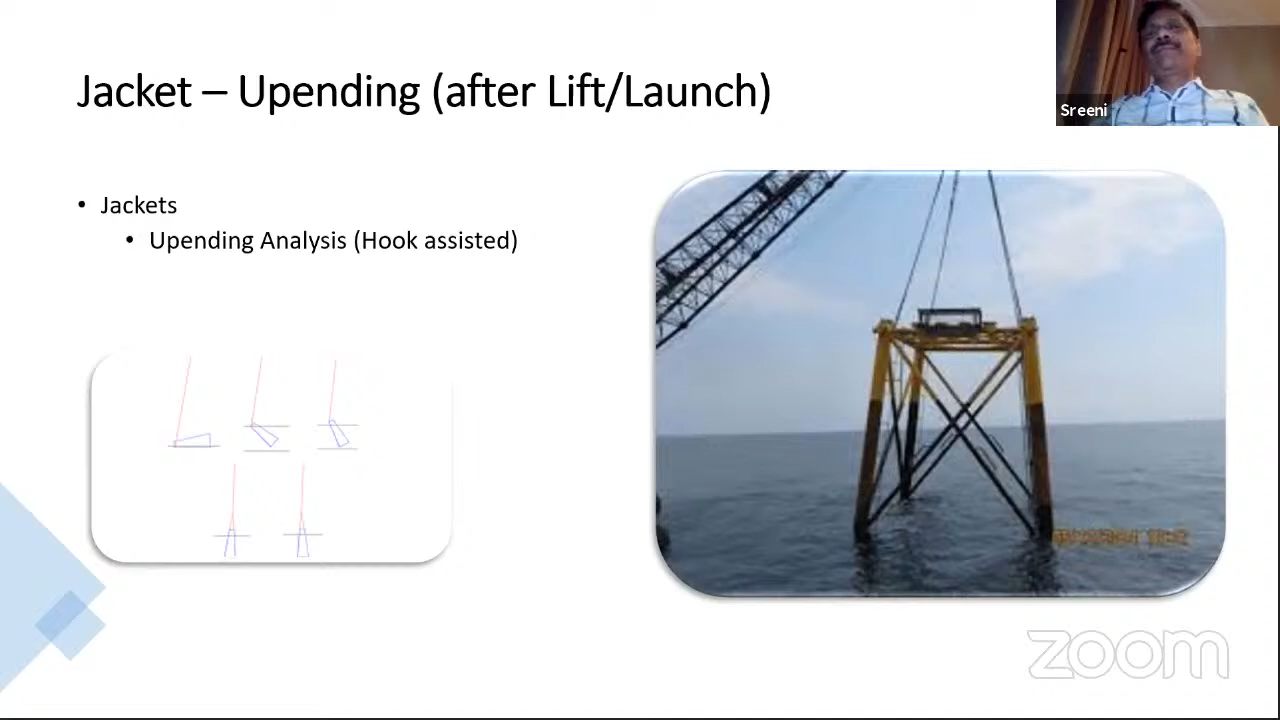 Jacket – Upending (after Lift/Launch)
Sreeni
• Jackets
• Upending Analysis (Hook assisted)
zoom